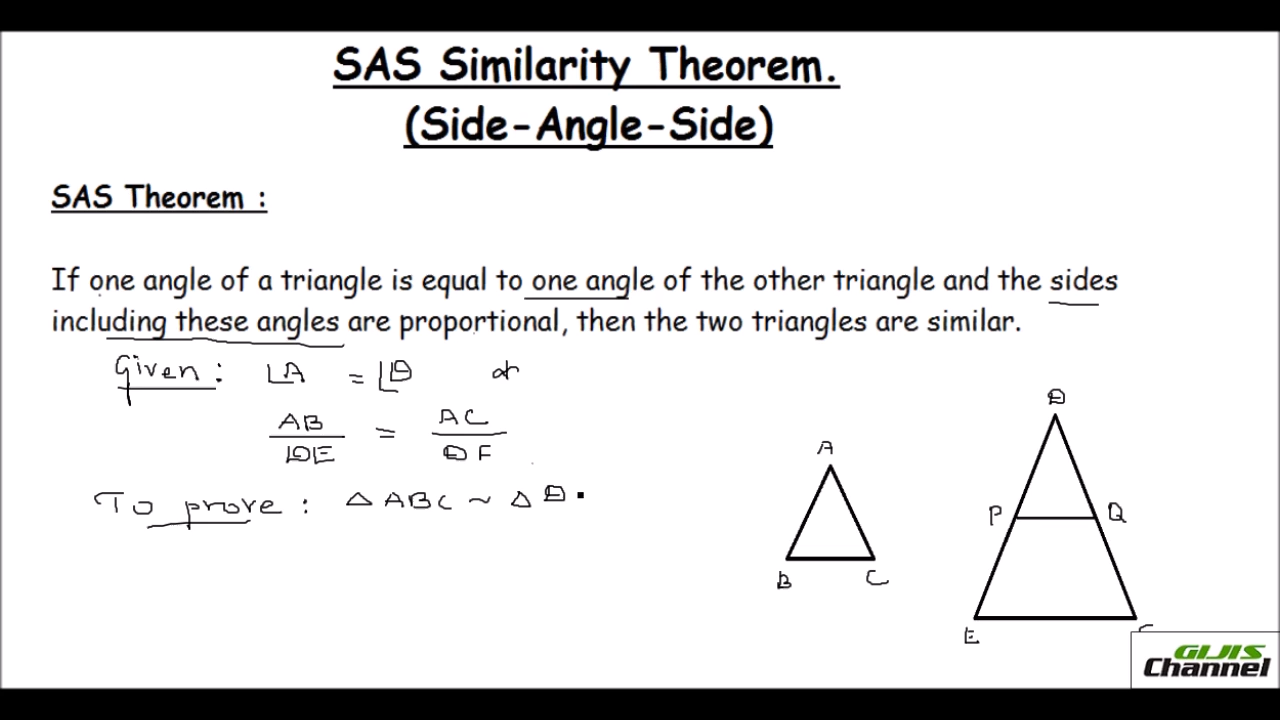 SAS Similarity Theorem.
(Side-Angle-Side)
SAS Theorem :
If one angle of a triangle is equal to one angle of the other triangle and the sides
including these angles are proportional, then the two triangles are similar.
Given : ∠A = ∠D &
AB/DE = AC/DF
To prove : △ ABC ~ △ D
A
B
C
D
P
Q
E
GIJIS
Channel